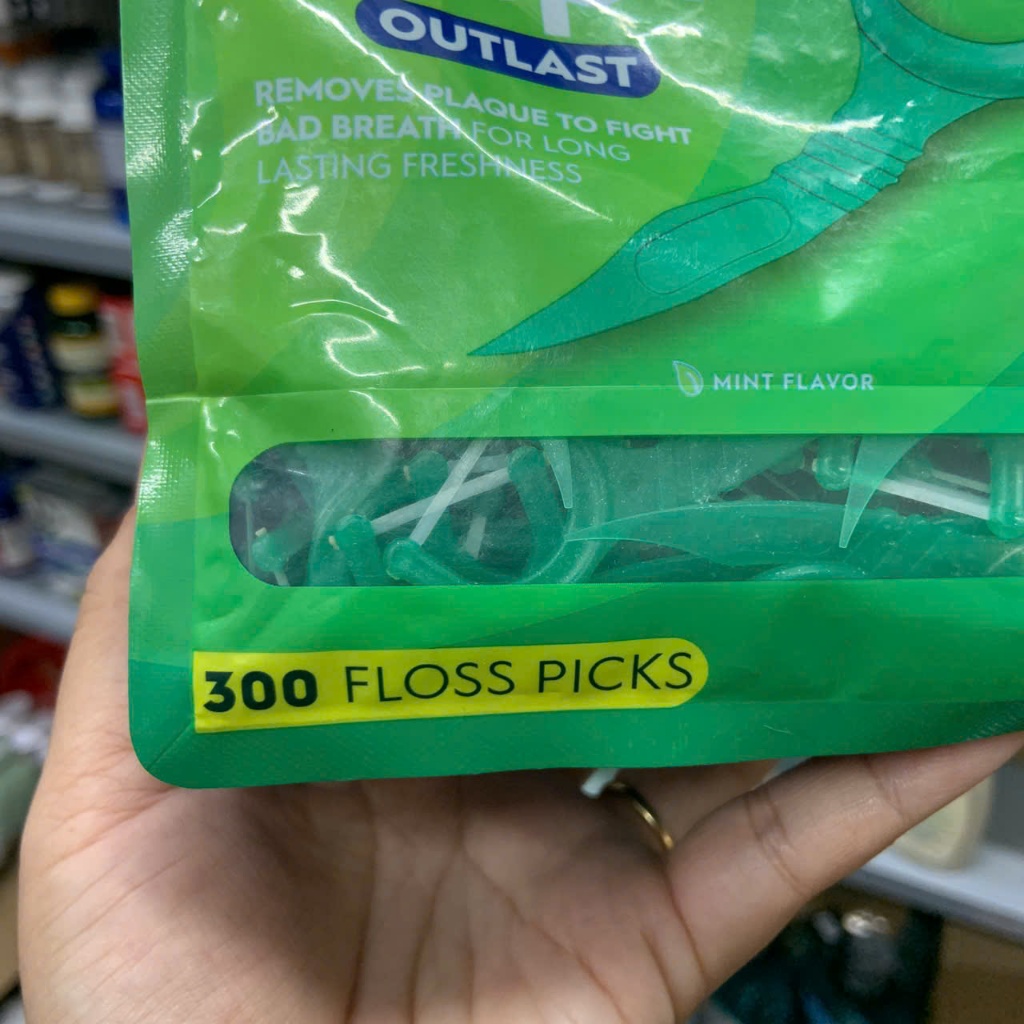 OUTLAST
REMOVES PLAQUE TO FIGHT
BAD BREATH FOR LONG
LASTING FRESHNESS
MINT FLAVOR
300 FLOSS PICKS